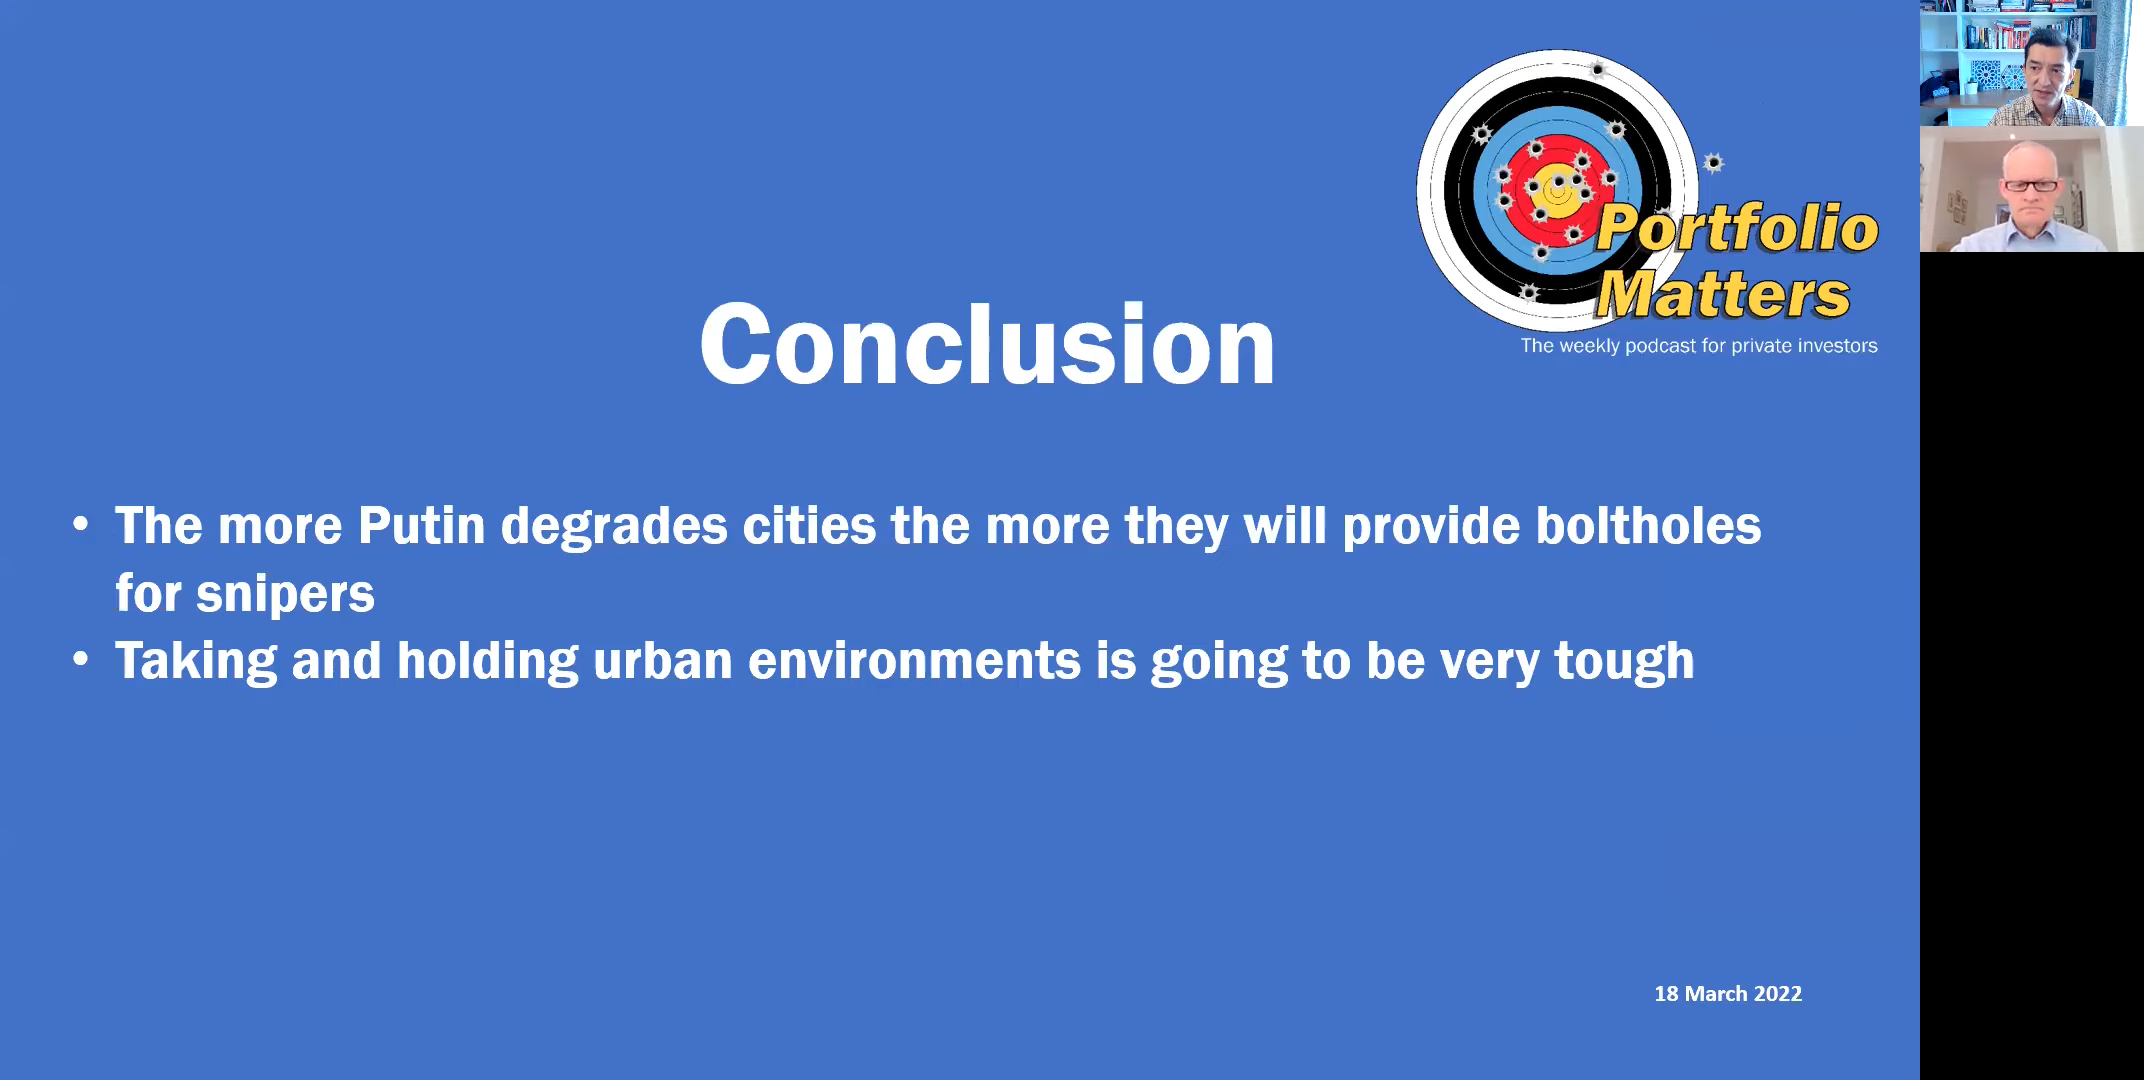 Portfolio
Matters
The weekly podcast for private investors
Conclusion
• The more Putin degrades cities the more they will provide boltholes
for snipers
• Taking and holding urban environments is going to be very tough
18 March 2022